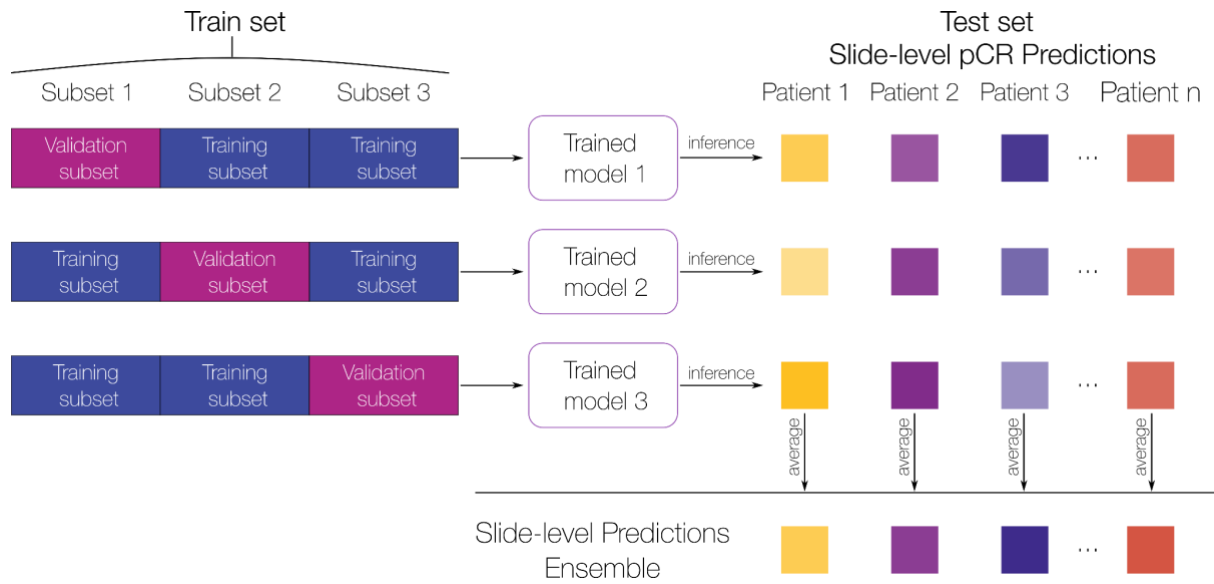 Train set
Subset 1 Subset 2 Subset 3
Test set
Slide-level pCR Predictions
Patient 1 Patient 2 Patient 3 Patient n
Validation Training Training
subset subset subset
Trained
model 1
inference
...
Training Validation Training
subset subset subset
Trained
model 2
inference
...
Training Training Validation
subset subset subset
Trained
model 3
inference
...
average average average average
Slide-level Predictions
Ensemble
...